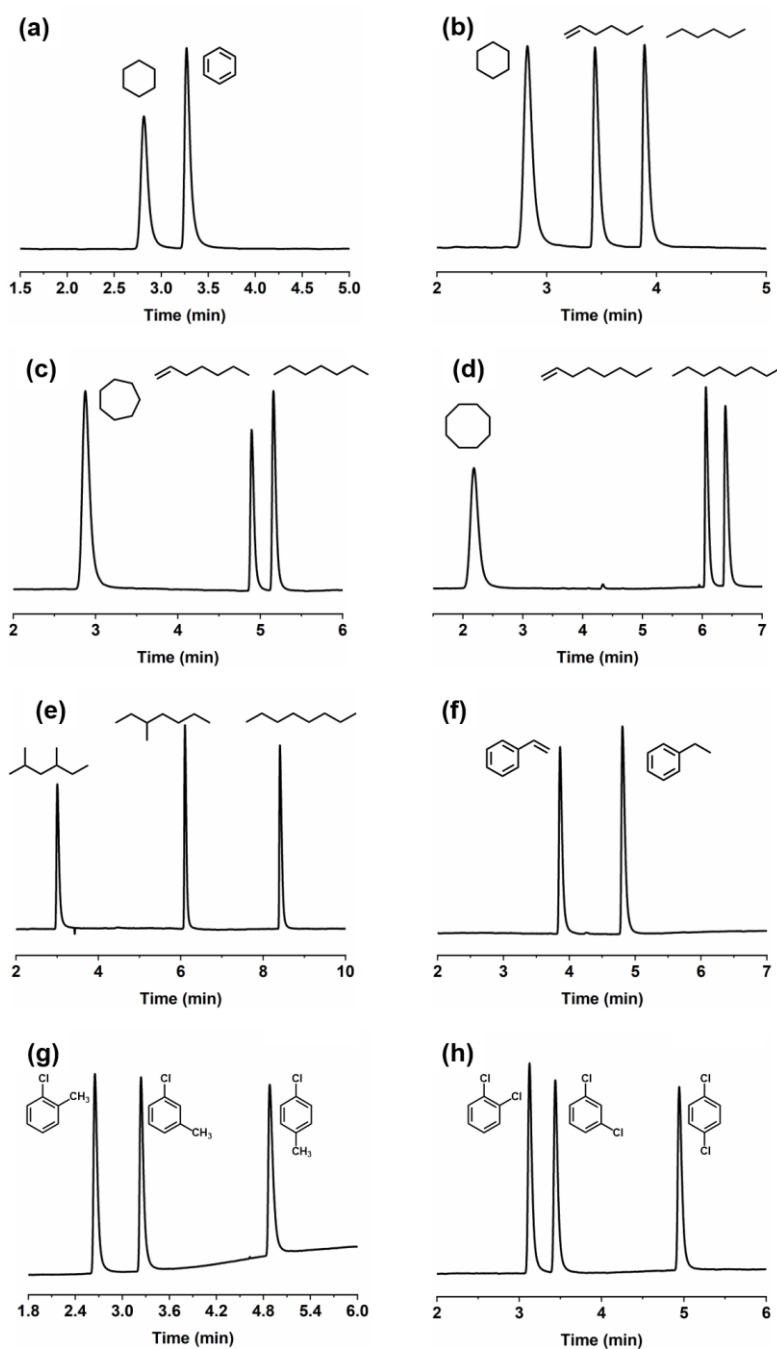 (a)
1.5 2.0 2.5 3.0 3.5 4.0 4.5 5.0
Time (min)
(b)
2 3 4 5
Time (min)
(c)
2 3 4 5 6
Time (min)
(d)
2 3 4 5 6 7
Time (min)
(e)
2 4 6 8 10
Time (min)
(f)
2 3 4 5 6 7
Time (min)
(g)
Cl
CH3
Cl
CH3
Cl
CH3
1.8 2.4 3.0 3.6 4.2 4.8 5.4 6.0
Time (min)
(h)
Cl
Cl
Cl
Cl
Cl
Cl
2 3 4 5 6
Time (min)